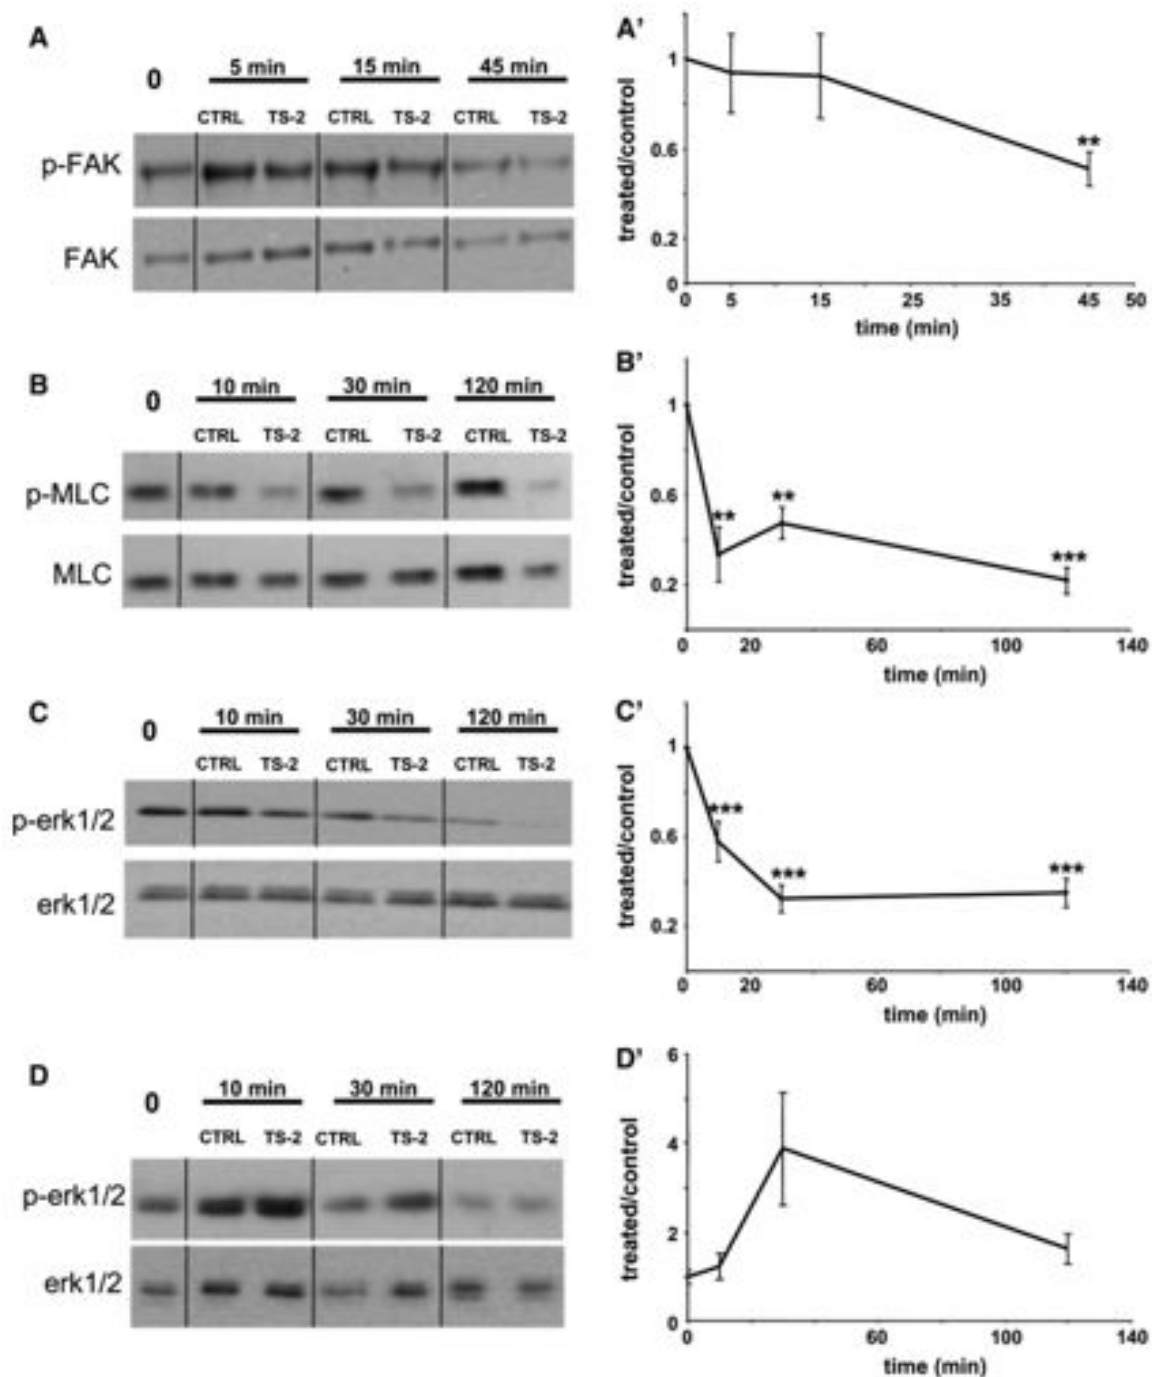 A
0 5 min 15 min 45 min
CTRL TS-2 CTRL TS-2 CTRL TS-2
p-FAK
FAK
A'
1
0.6
0.2
0
0 5 15 25 35 45 50
**
treated/control
time (min)
B
0 10 min 30 min 120 min
CTRL TS-2 CTRL TS-2 CTRL TS-2
p-MLC
MLC
B'
1
0.6
0.2
0 20 60 100 140
** ** ***
treated/control
time (min)
C
0 10 min 30 min 120 min
CTRL TS-2 CTRL TS-2 CTRL TS-2
p-erk1/2
erk1/2
C'
1
0.6
0.2
0 20 60 100 140
*** *** ***
treated/control
time (min)
D
0 10 min 30 min 120 min
CTRL TS-2 CTRL TS-2 CTRL TS-2
p-erk1/2
erk1/2
D'
6
4
2
0
0 60 100 140
treated/control
time (min)